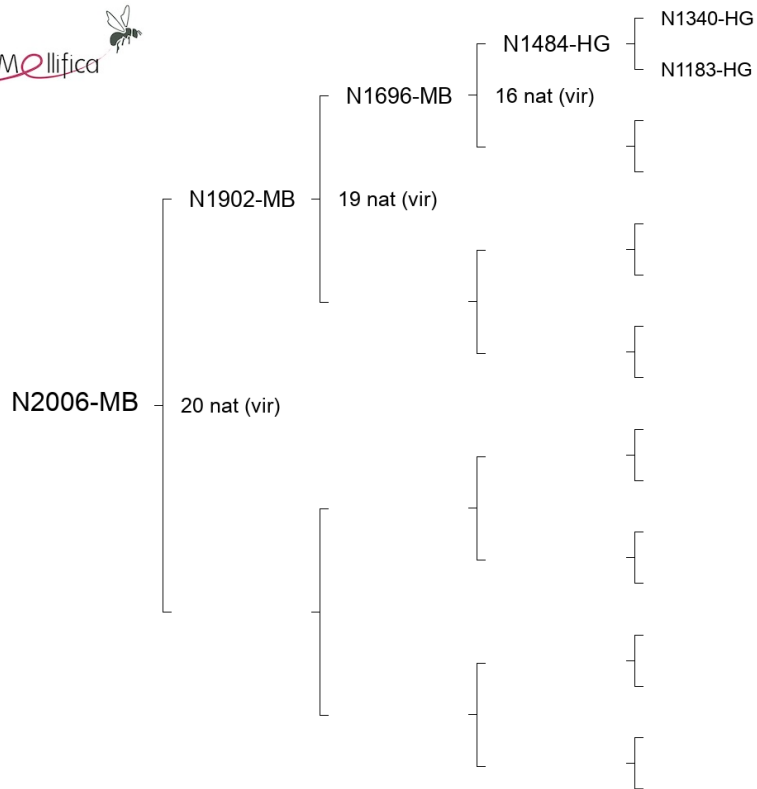 Mellifica
N1340-HG
N1484-HG
N1183-HG
N1696-MB
16 nat (vir)
N1902-MB
19 nat (vir)
N2006-MB
20 nat (vir)